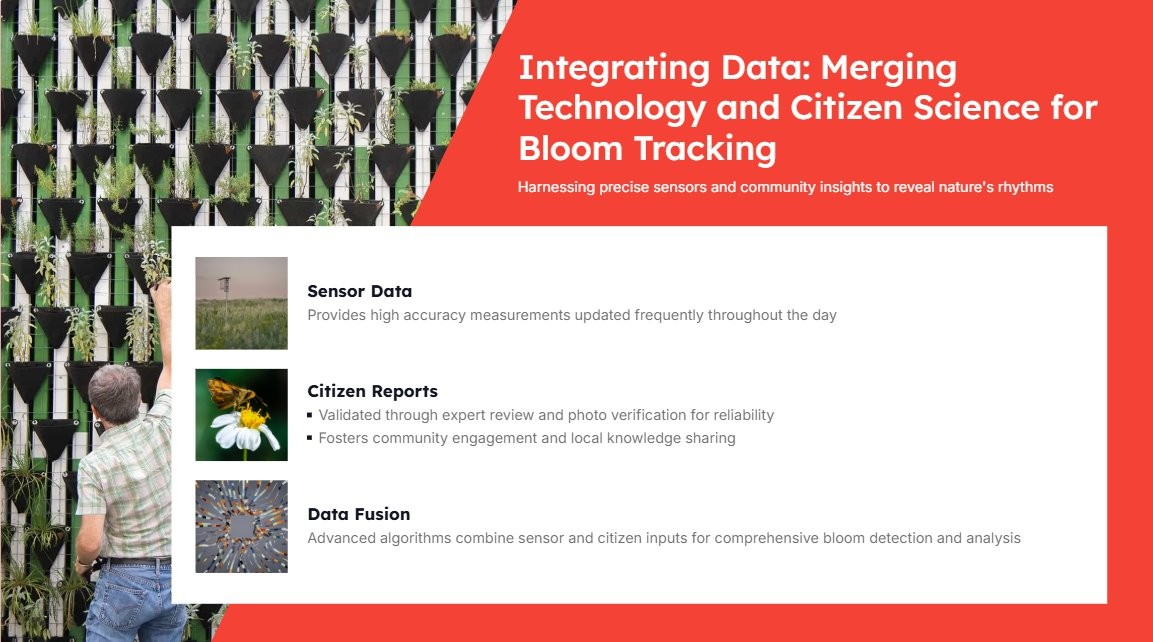 Integrating Data: Merging
Technology and Citizen Science for
Bloom Tracking
Harnessing precise sensors and community insights to reveal nature's rhythms
Sensor Data
Provides high accuracy measurements updated frequently throughout the day
Citizen Reports
Validated through expert review and photo verification for reliability
Fosters community engagement and local knowledge sharing
Data Fusion
Advanced algorithms combine sensor and citizen inputs for comprehensive bloom detection and analysis